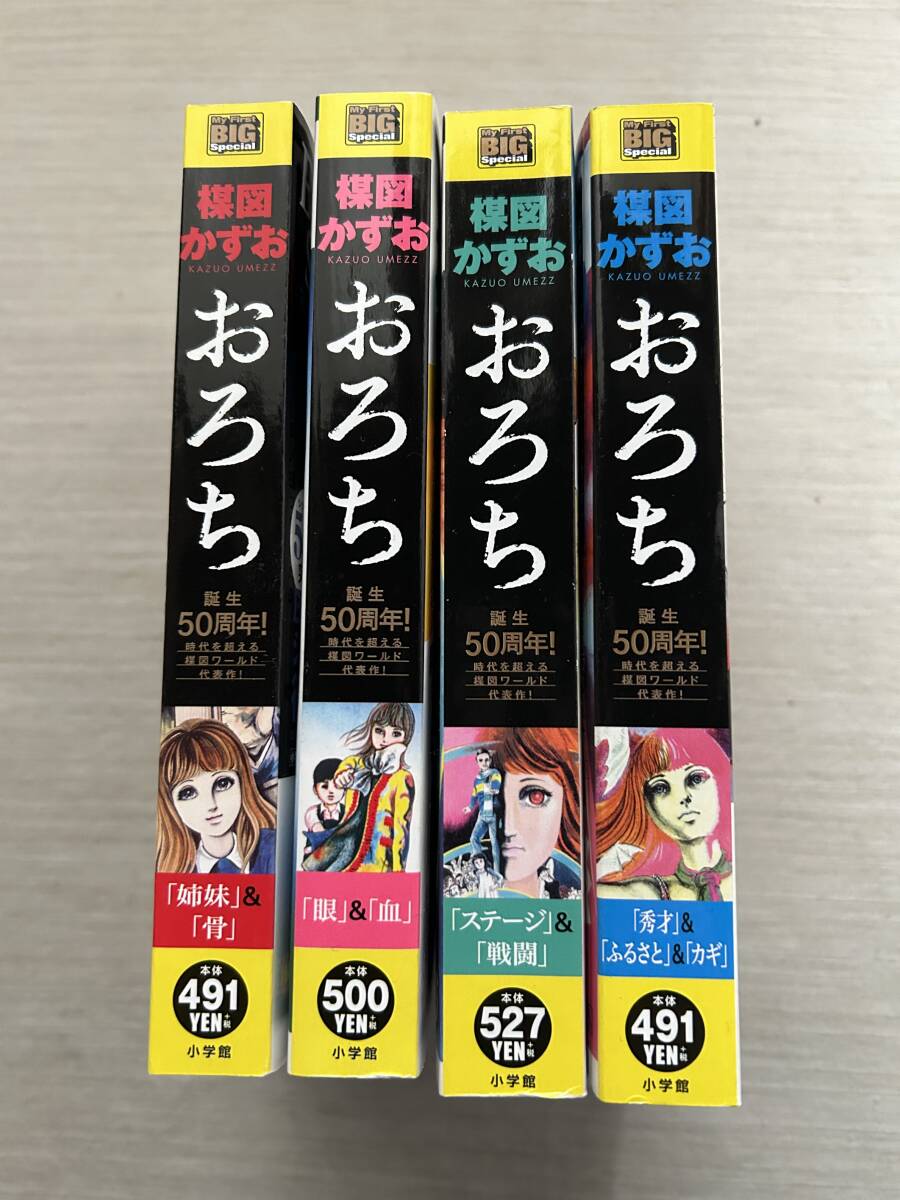 My First
BIG
Special
楳図
かずお
KAZUO UMEZZ
おろち
誕生
50周年!
時代を超える
楳図ワールド
代表作!
「姉妹」&
「骨」
本体
491
YEN+税
小学館
My First
BIG
Special
楳図
かずお
KAZUO UMEZZ
おろち
誕生
50周年!
時代を超える
楳図ワールド
代表作!
「眼」&「血」
本体
500
YEN+税
小学館
My First
BIG
Special
楳図
かずお
KAZUO UMEZZ
おろち
誕生
50周年!
時代を超える
楳図ワールド
代表作!
「ステージ」&
「戦闘」
本体
527
YEN+税
小学館
My First
BIG
Special
楳図
かずお
KAZUO UMEZZ
おろち
誕生
50周年!
時代を超える
楳図ワールド
代表作!
「秀才」&
「ふるさと」&「カギ」
本体
491
YEN+税
小学館